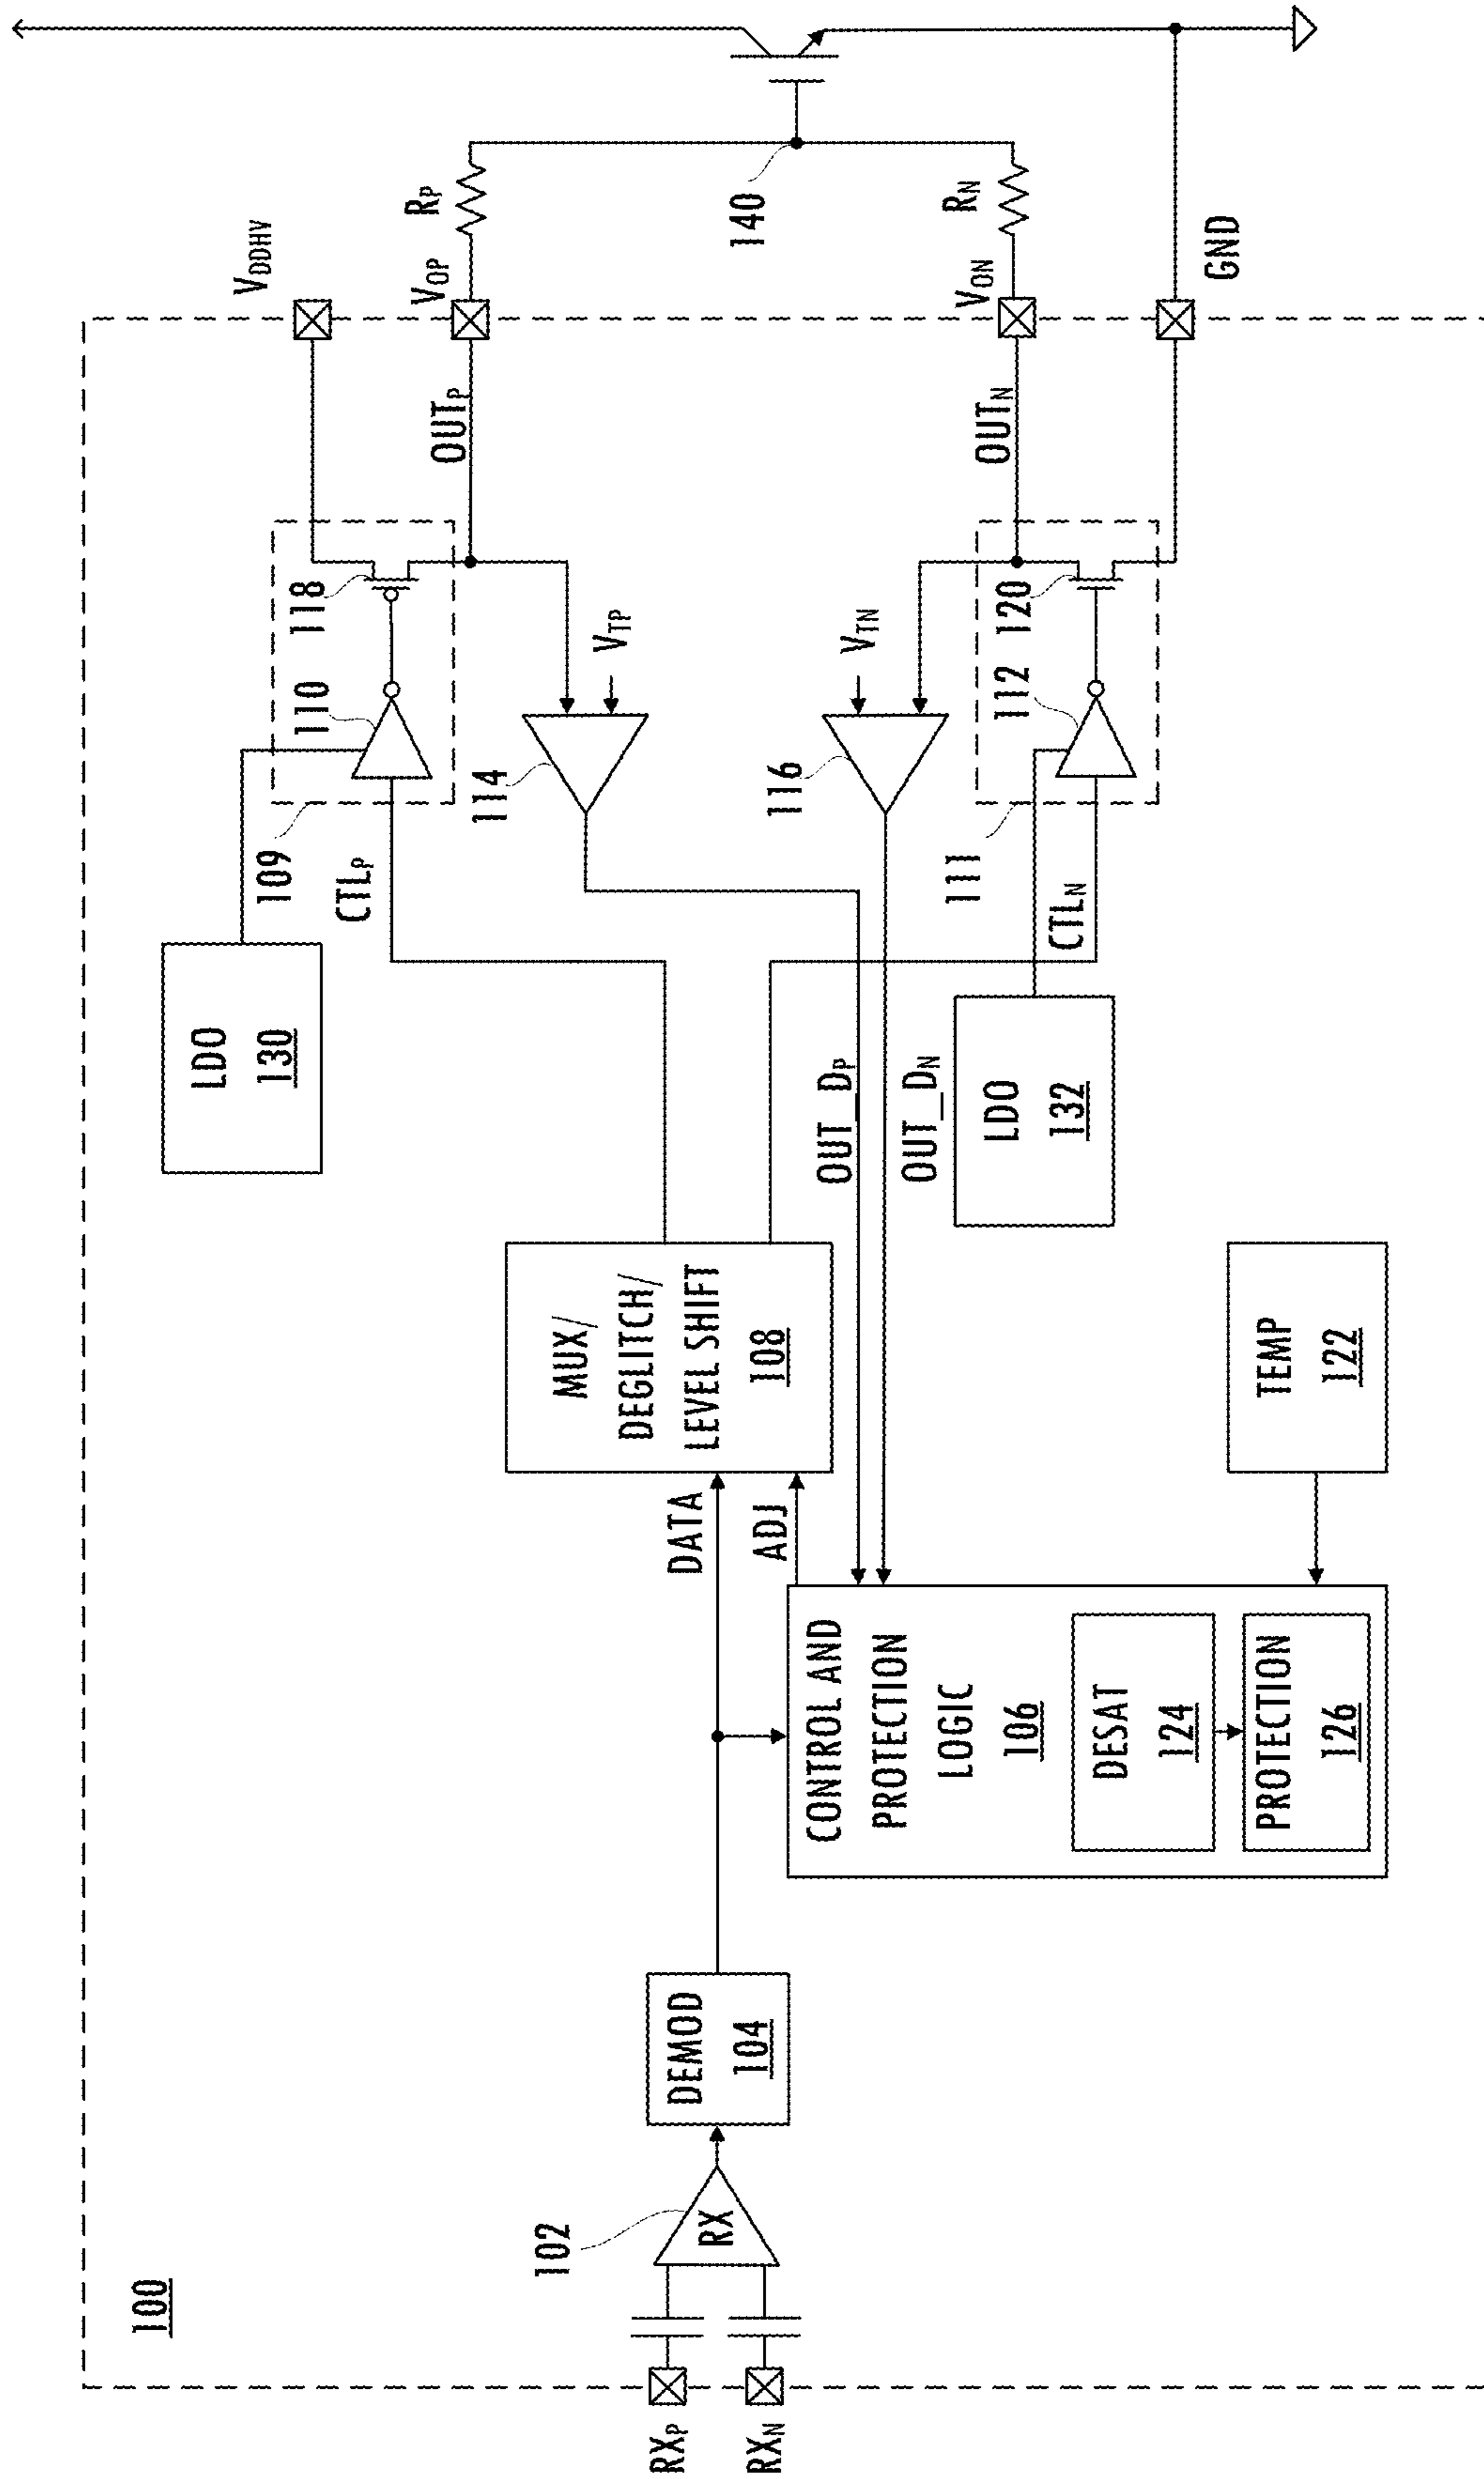 100
RXP
RXN
102
RX
DEMOD
104
DATA
ADJ
CONTROL AND
PROTECTION
LOGIC
106
DESAT
124
PROTECTION
126
MUX/
DEGLITCH/
LEVEL SHIFT
108
TEMP
122
OUT_DP
OUT_DN
LDO
130
LDO
132
109
CTLP
111
CTLN
110
118
114
VTP
116
VTN
112
120
OUTP
OUTN
VDDHV
VOP
VON
GND
RP
RN
140